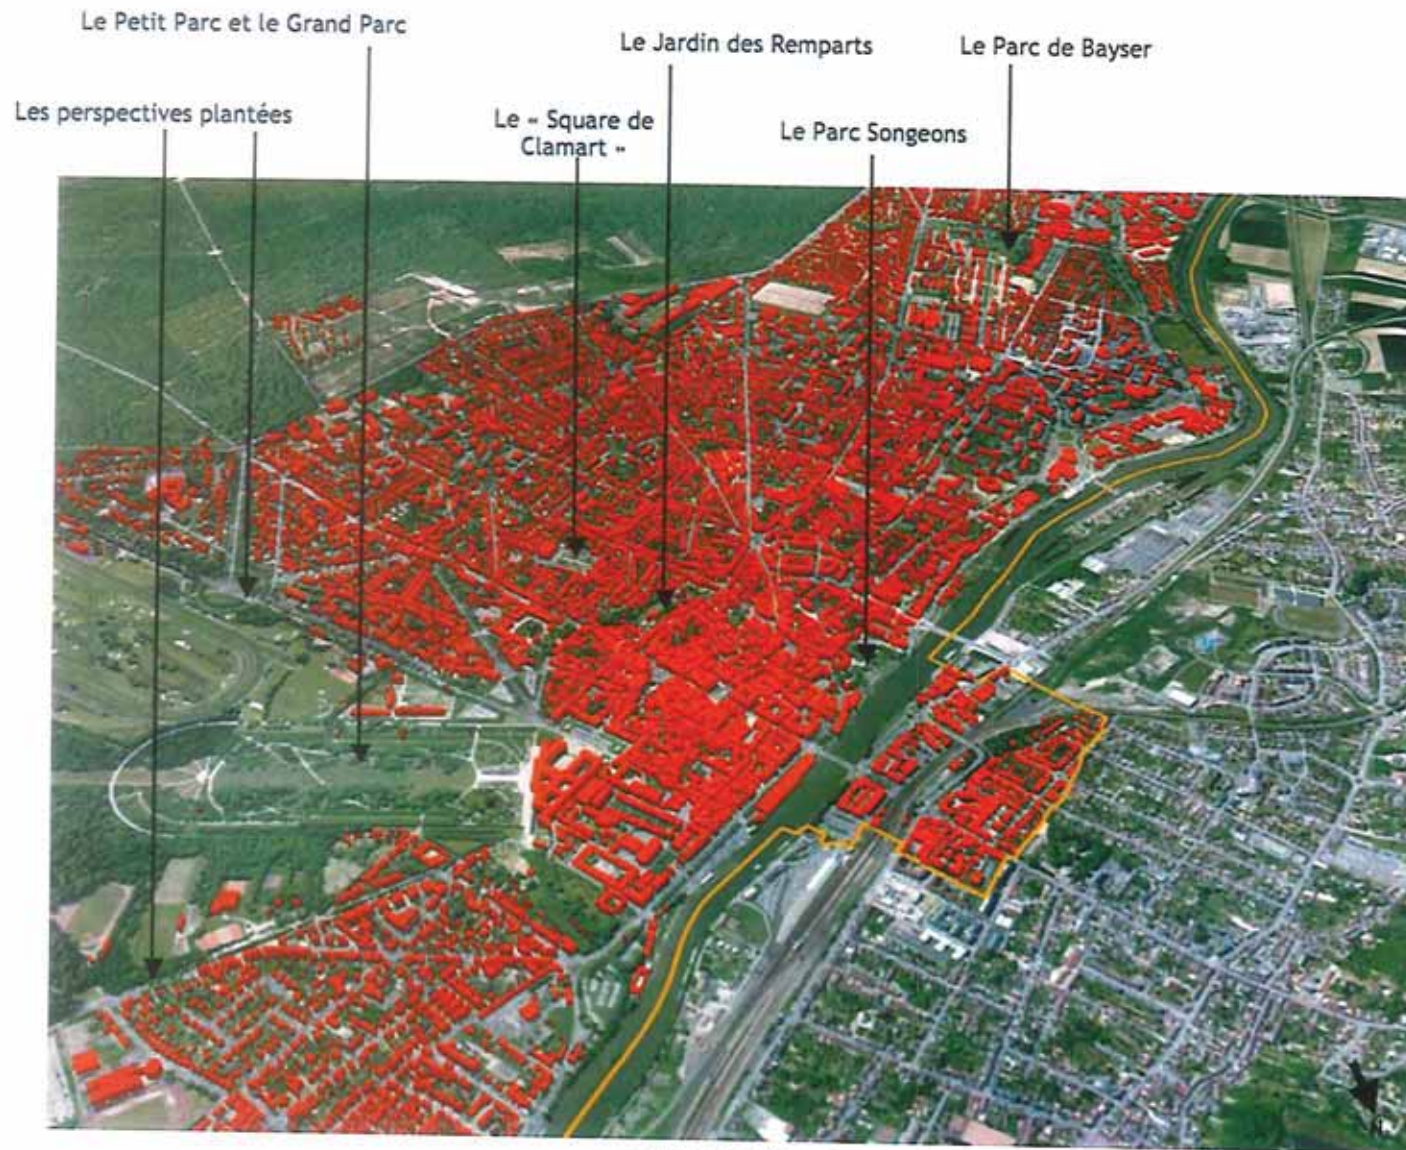 Le Petit Parc et le Grand Parc
Le Jardin des Remparts
Le Parc de Bayser
Les perspectives plantées
Le « Square de
Clamart »
Le Parc Songeons
N